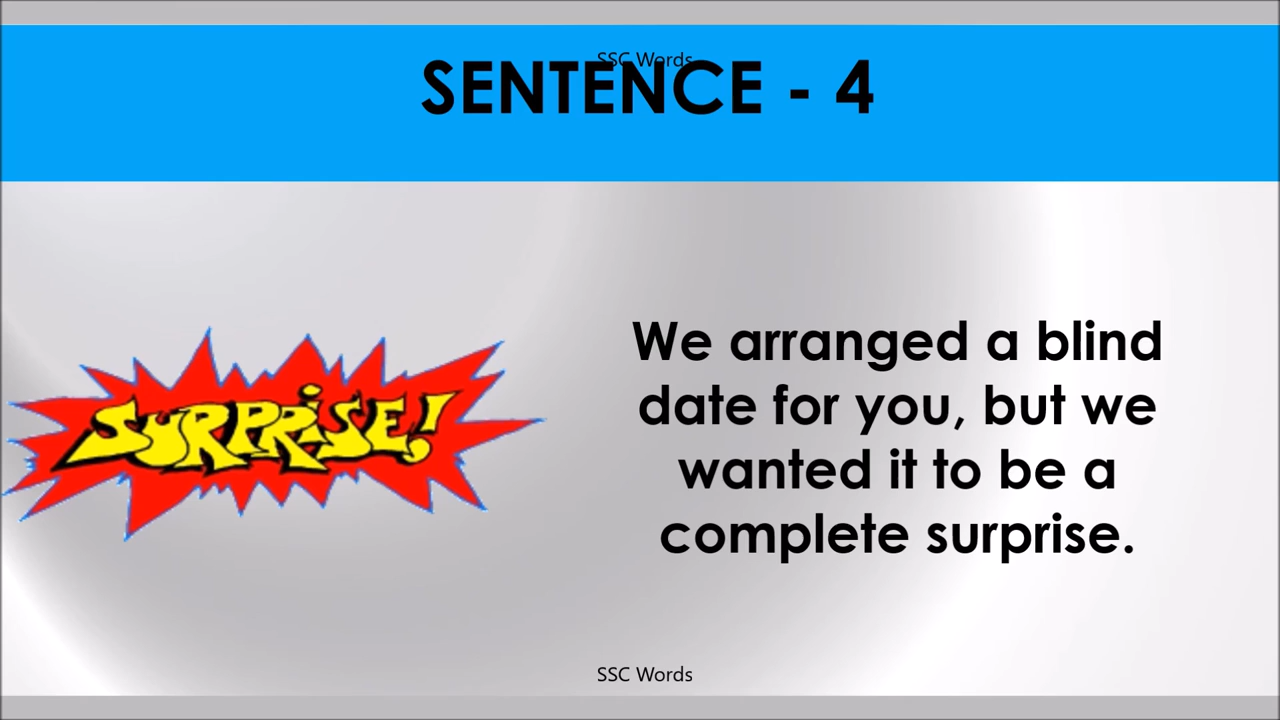 SSC Words
SENTENCE - 4
SURPRISE!
We arranged a blind
date for you, but we
wanted it to be a
complete surprise.
SSC Words